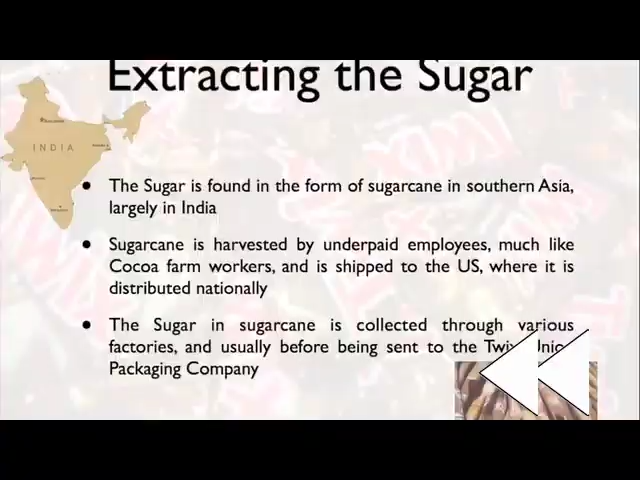 Extracting the Sugar
INDIA
The Sugar is found in the form of sugarcane in southern Asia,
largely in India
Sugarcane is harvested by underpaid employees, much like
Cocoa farm workers, and is shipped to the US, where it is
distributed nationally
The Sugar in sugarcane is collected through various
factories, and usually before being sent to the
Packaging Company